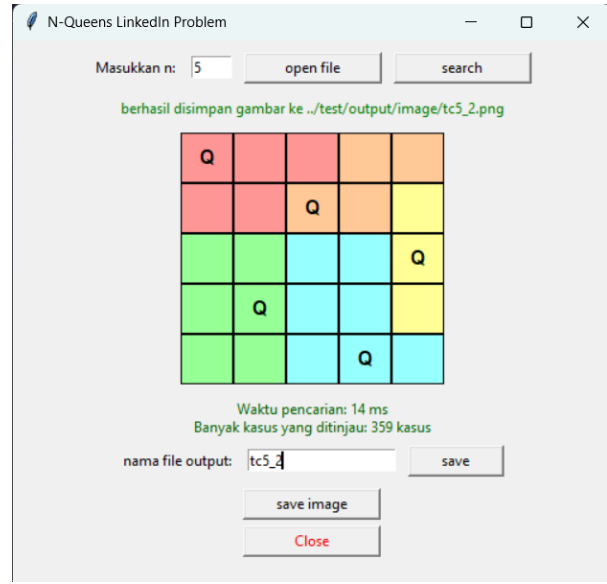 N-Queens LinkedIn Problem
Masukkan n: 5 open file search
berhasil disimpan gambar ke ../test/output/image/tc5_2.png
Q
Q
Q
Q
Q
Waktu pencarian: 14 ms
Banyak kasus yang ditinjau: 359 kasus
nama file output: tc5_2 save
save image
Close